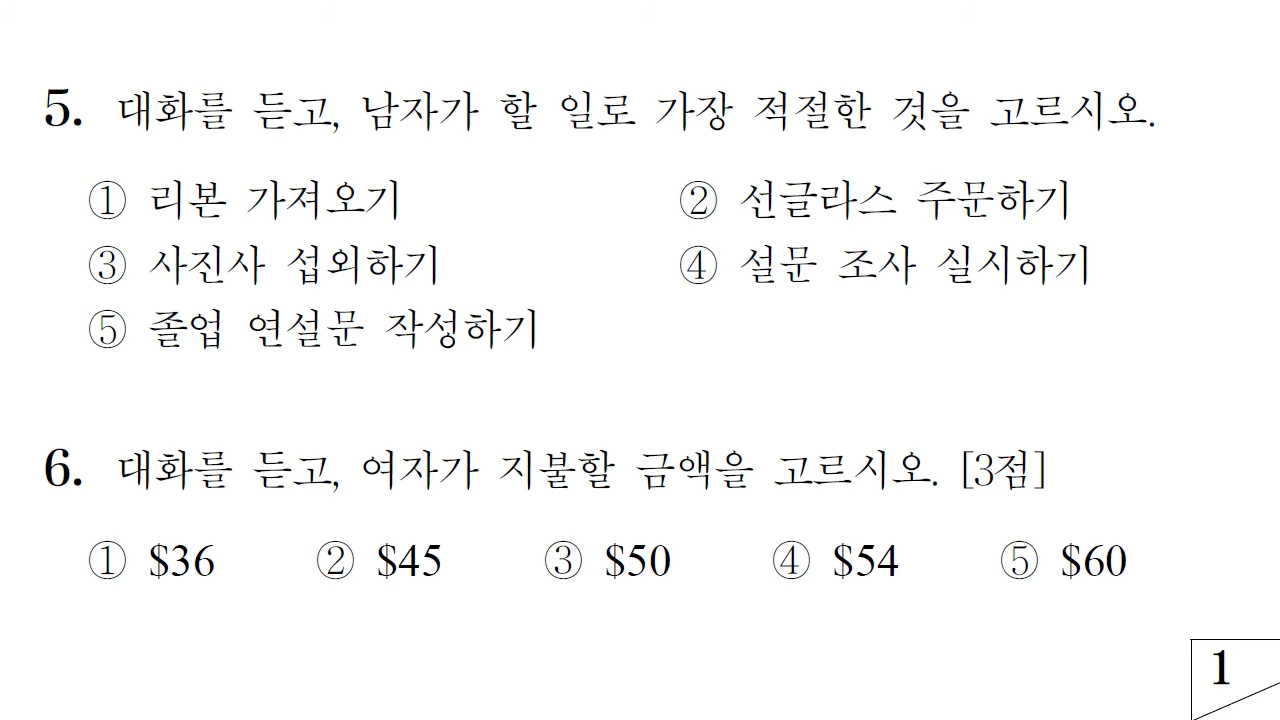 5. 대화를 듣고, 남자가 할 일로 가장 적절한 것을 고르시오.
① 리본 가져오기 ② 선글라스 주문하기
③ 사진사 섭외하기 ④ 설문 조사 실시하기
⑤ 졸업 연설문 작성하기
6. 대화를 듣고, 여자가 지불할 금액을 고르시오. [3점]
① $36 ② $45 ③ $50 ④ $54 ⑤ $60
1